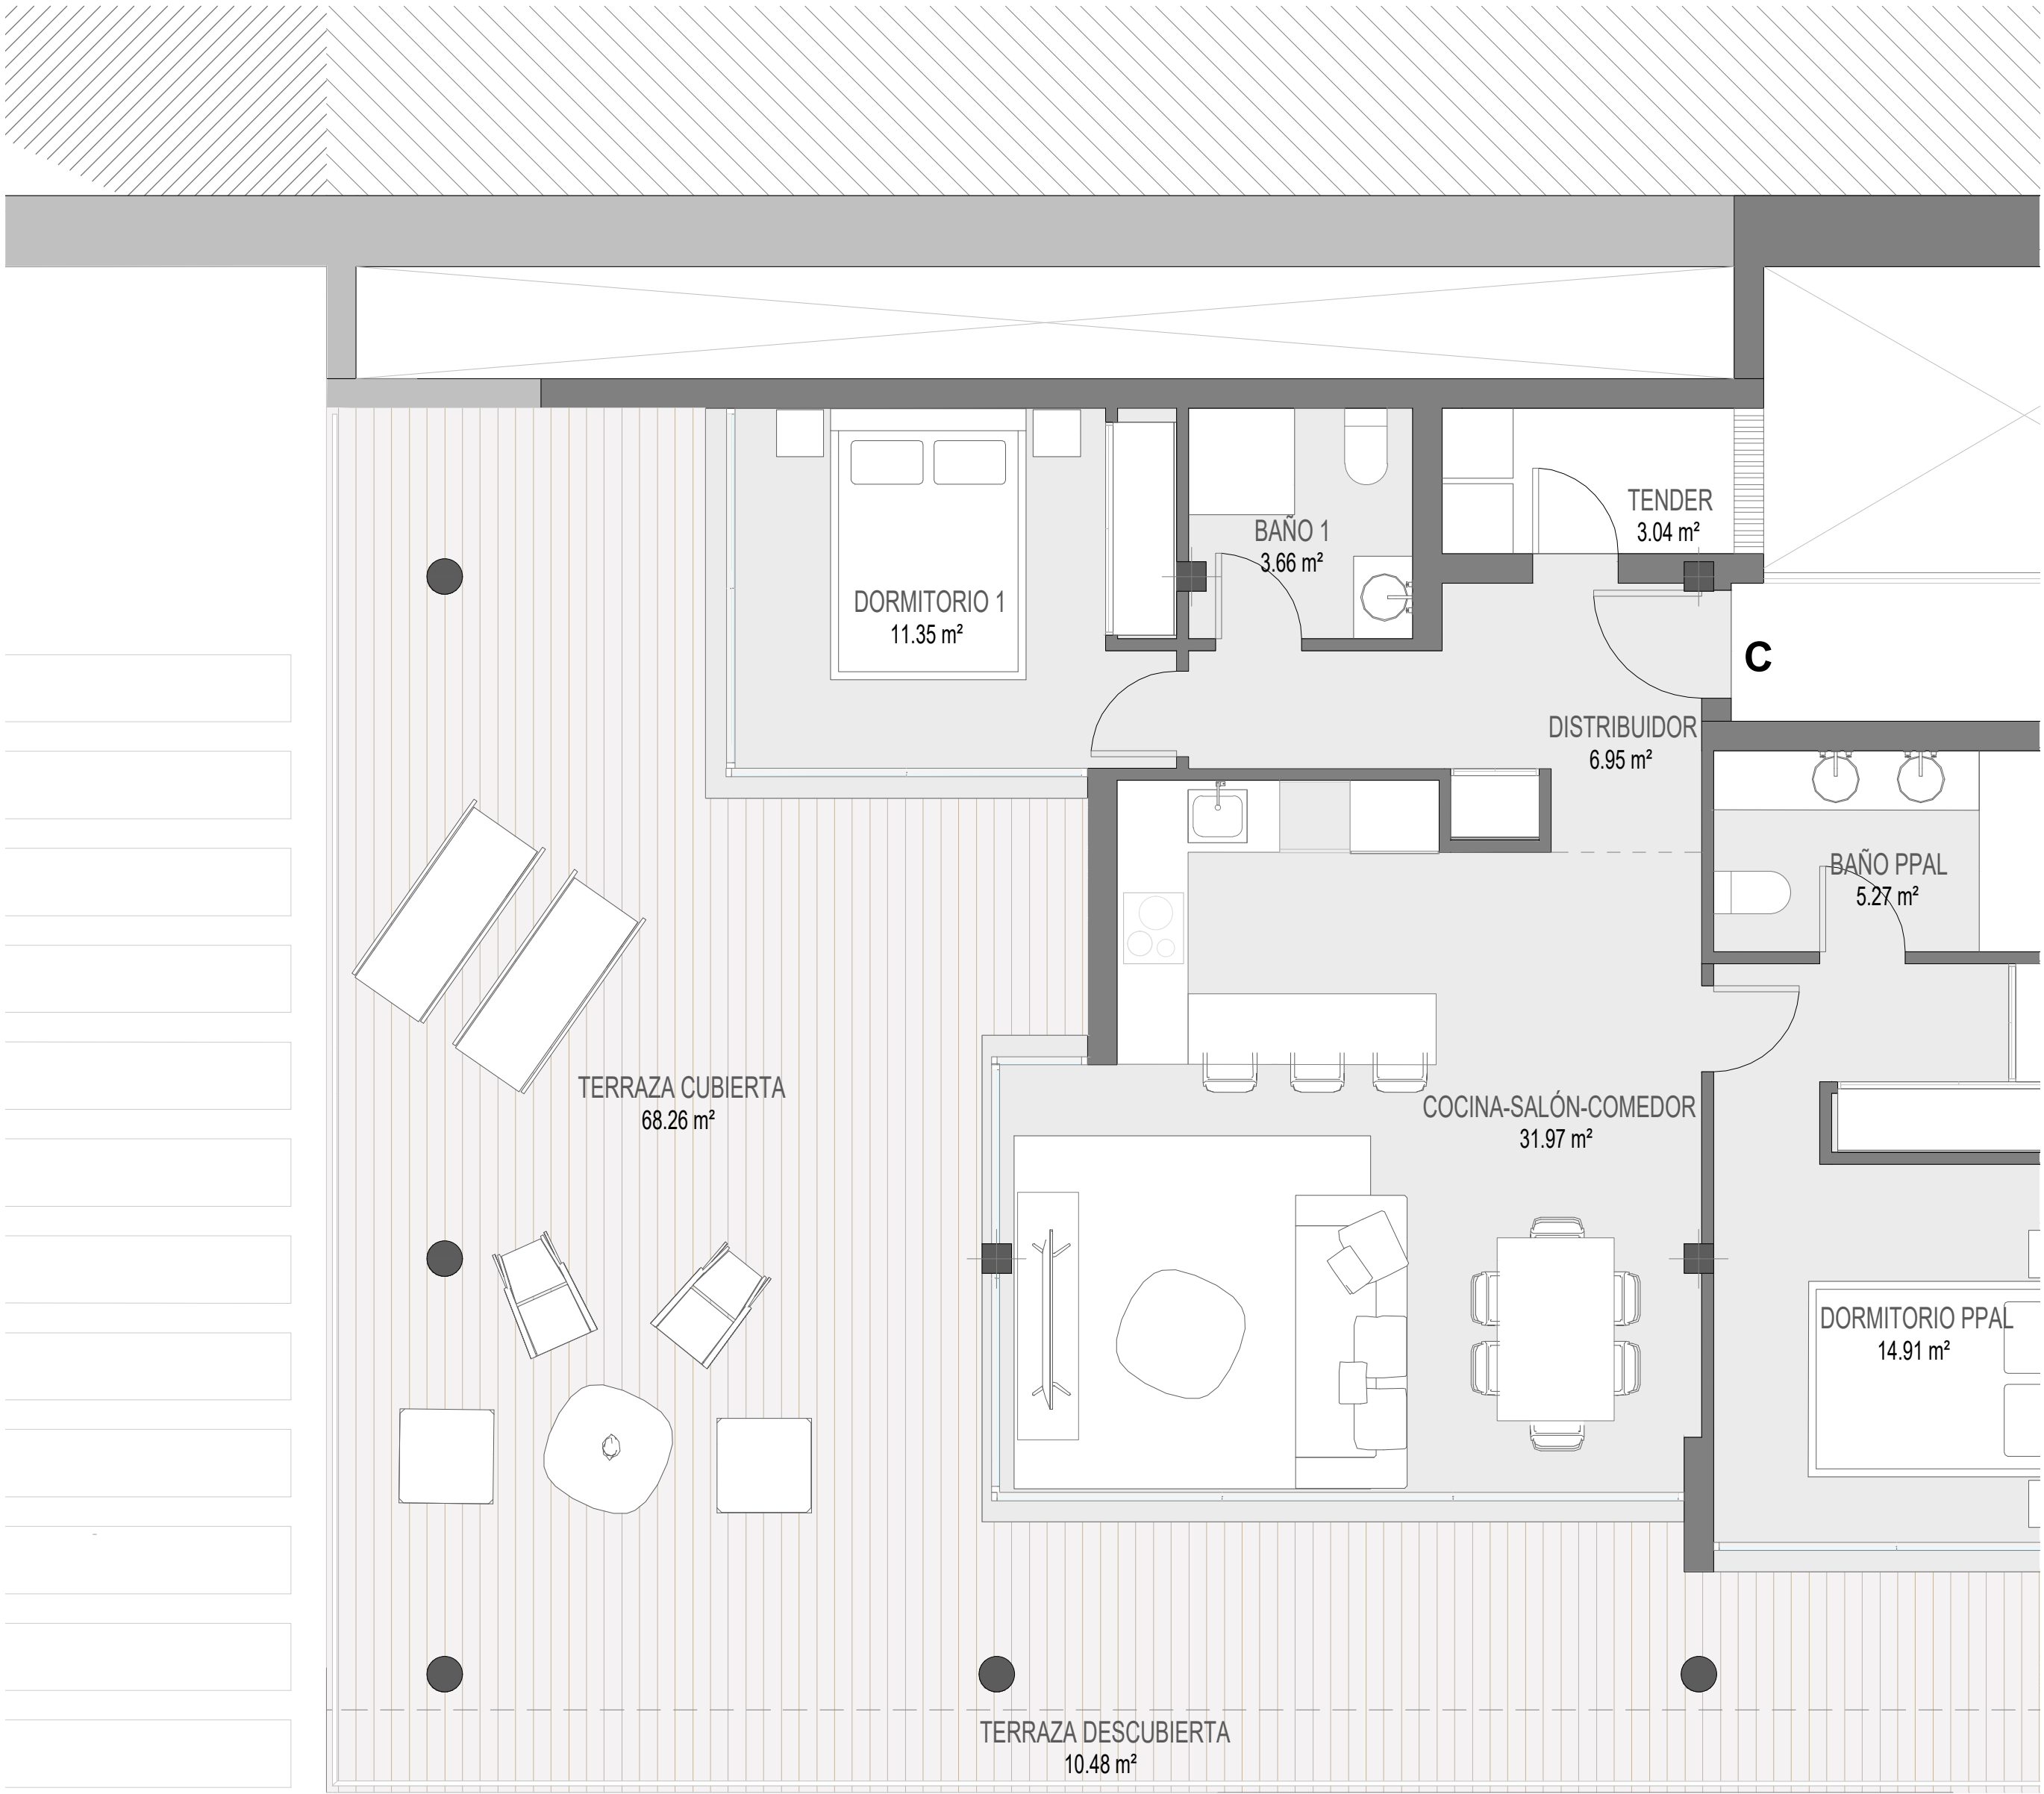 TENDER
3.04 m²
BAÑO 1
3.66 m²
DORMITORIO 1
11.35 m²
C
DISTRIBUIDOR
6.95 m²
BAÑO PPAL
5.27 m²
TERRAZA CUBIERTA
68.26 m²
COCINA-SALÓN-COMEDOR
31.97 m²
DORMITORIO PPAL
14.91 m²
TERRAZA DESCUBIERTA
10.48 m²